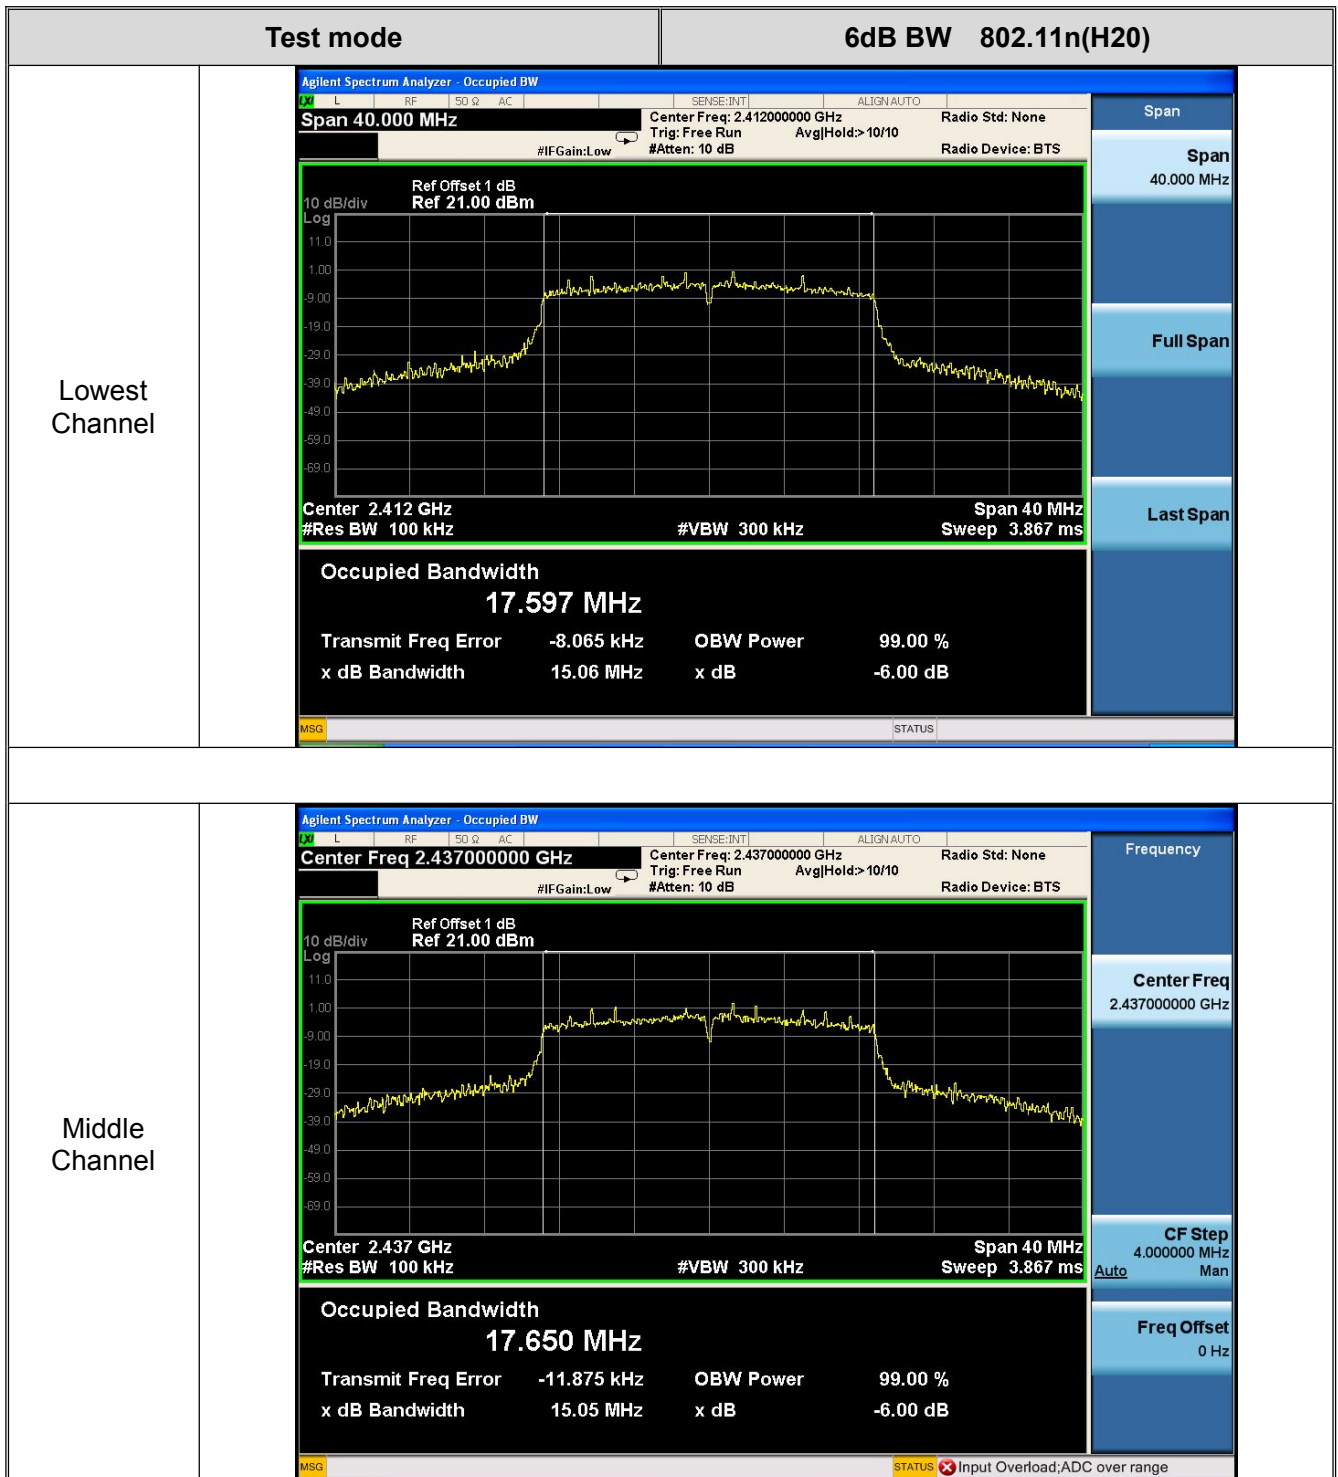 Test mode
6dB BW 802.11n(H20)
Lowest
Channel
Agilent Spectrum Analyzer - Occupied BW
LXI L RF 50 Ω AC SENSE:INT ALIGN AUTO
Span 40.000 MHz
Center Freq: 2.412000000 GHz
Radio Std: None
Trig: Free Run Avg|Hold:>10/10
#IFGain:Low
#Atten: 10 dB
Radio Device: BTS
Ref Offset 1 dB
10 dB/div Ref 21.00 dBm
Log
11.0
1.00
-9.00
-19.0
-29.0
-39.0
-49.0
-59.0
-69.0
Center 2.412 GHz Span 40 MHz
#Res BW 100 kHz #VBW 300 kHz Sweep 3.867 ms
Occupied Bandwidth
17.597 MHz
Transmit Freq Error -8.065 kHz OBW Power 99.00 %
x dB Bandwidth 15.06 MHz x dB -6.00 dB
MSG STATUS
Span
Span
40.000 MHz
Full Span
Last Span
Middle
Channel
Agilent Spectrum Analyzer - Occupied BW
LXI L RF 50 Ω AC SENSE:INT ALIGN AUTO
Center Freq 2.437000000 GHz
Center Freq: 2.437000000 GHz
Radio Std: None
Trig: Free Run Avg|Hold:>10/10
#IFGain:Low
#Atten: 10 dB
Radio Device: BTS
Ref Offset 1 dB
10 dB/div Ref 21.00 dBm
Log
11.0
1.00
-9.00
-19.0
-29.0
-39.0
-49.0
-59.0
-69.0
Center 2.437 GHz Span 40 MHz
#Res BW 100 kHz #VBW 300 kHz Sweep 3.867 ms
Occupied Bandwidth
17.650 MHz
Transmit Freq Error -11.875 kHz OBW Power 99.00 %
x dB Bandwidth 15.05 MHz x dB -6.00 dB
MSG STATUS Input Overload;ADC over range
Frequency
Center Freq
2.437000000 GHz
CF Step
4.000000 MHz
Auto Man
Freq Offset
0 Hz